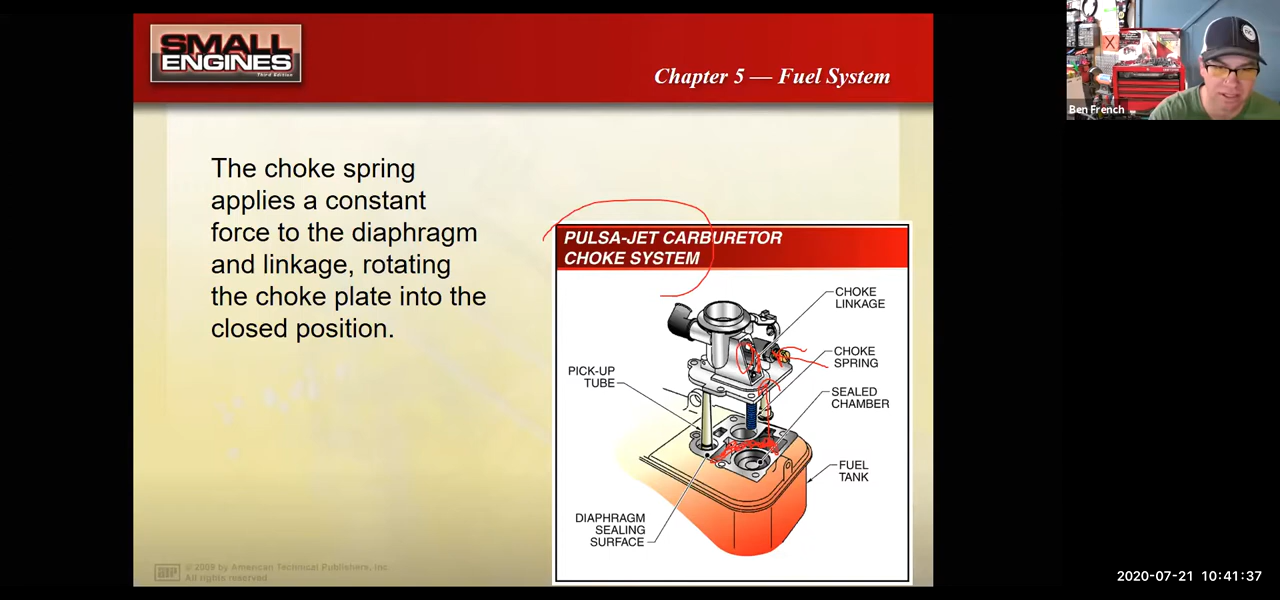 SMALL
ENGINES
Third Edition
Chapter 5 — Fuel System
Ben French
The choke spring
applies a constant
force to the diaphragm
and linkage, rotating
the choke plate into the
closed position.
PULSA-JET CARBURETOR
CHOKE SYSTEM
CHOKE
LINKAGE
CHOKE
SPRING
PICK-UP
TUBE
SEALED
CHAMBER
FUEL
TANK
DIAPHRAGM
SEALING
SURFACE
© 2009 by American Technical Publishers, Inc.
All rights reserved
2020-07-21 10:41:37